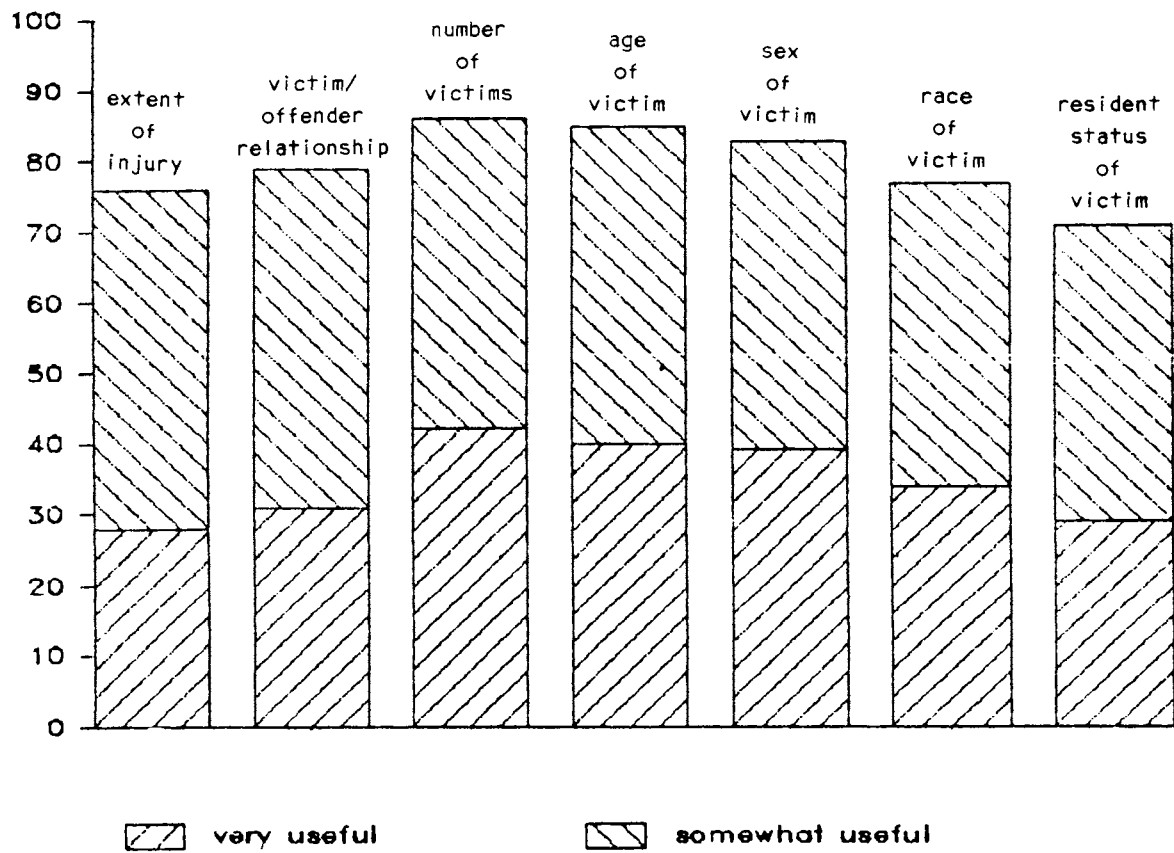 100
90
80
70
60
50
40
30
20
10
0
extent
of
injury
victim/
offender
relationship
number
of
victims
age
of
victim
sex
of
victim
race
of
victim
resident
status
of
victim
very useful
somewhat useful